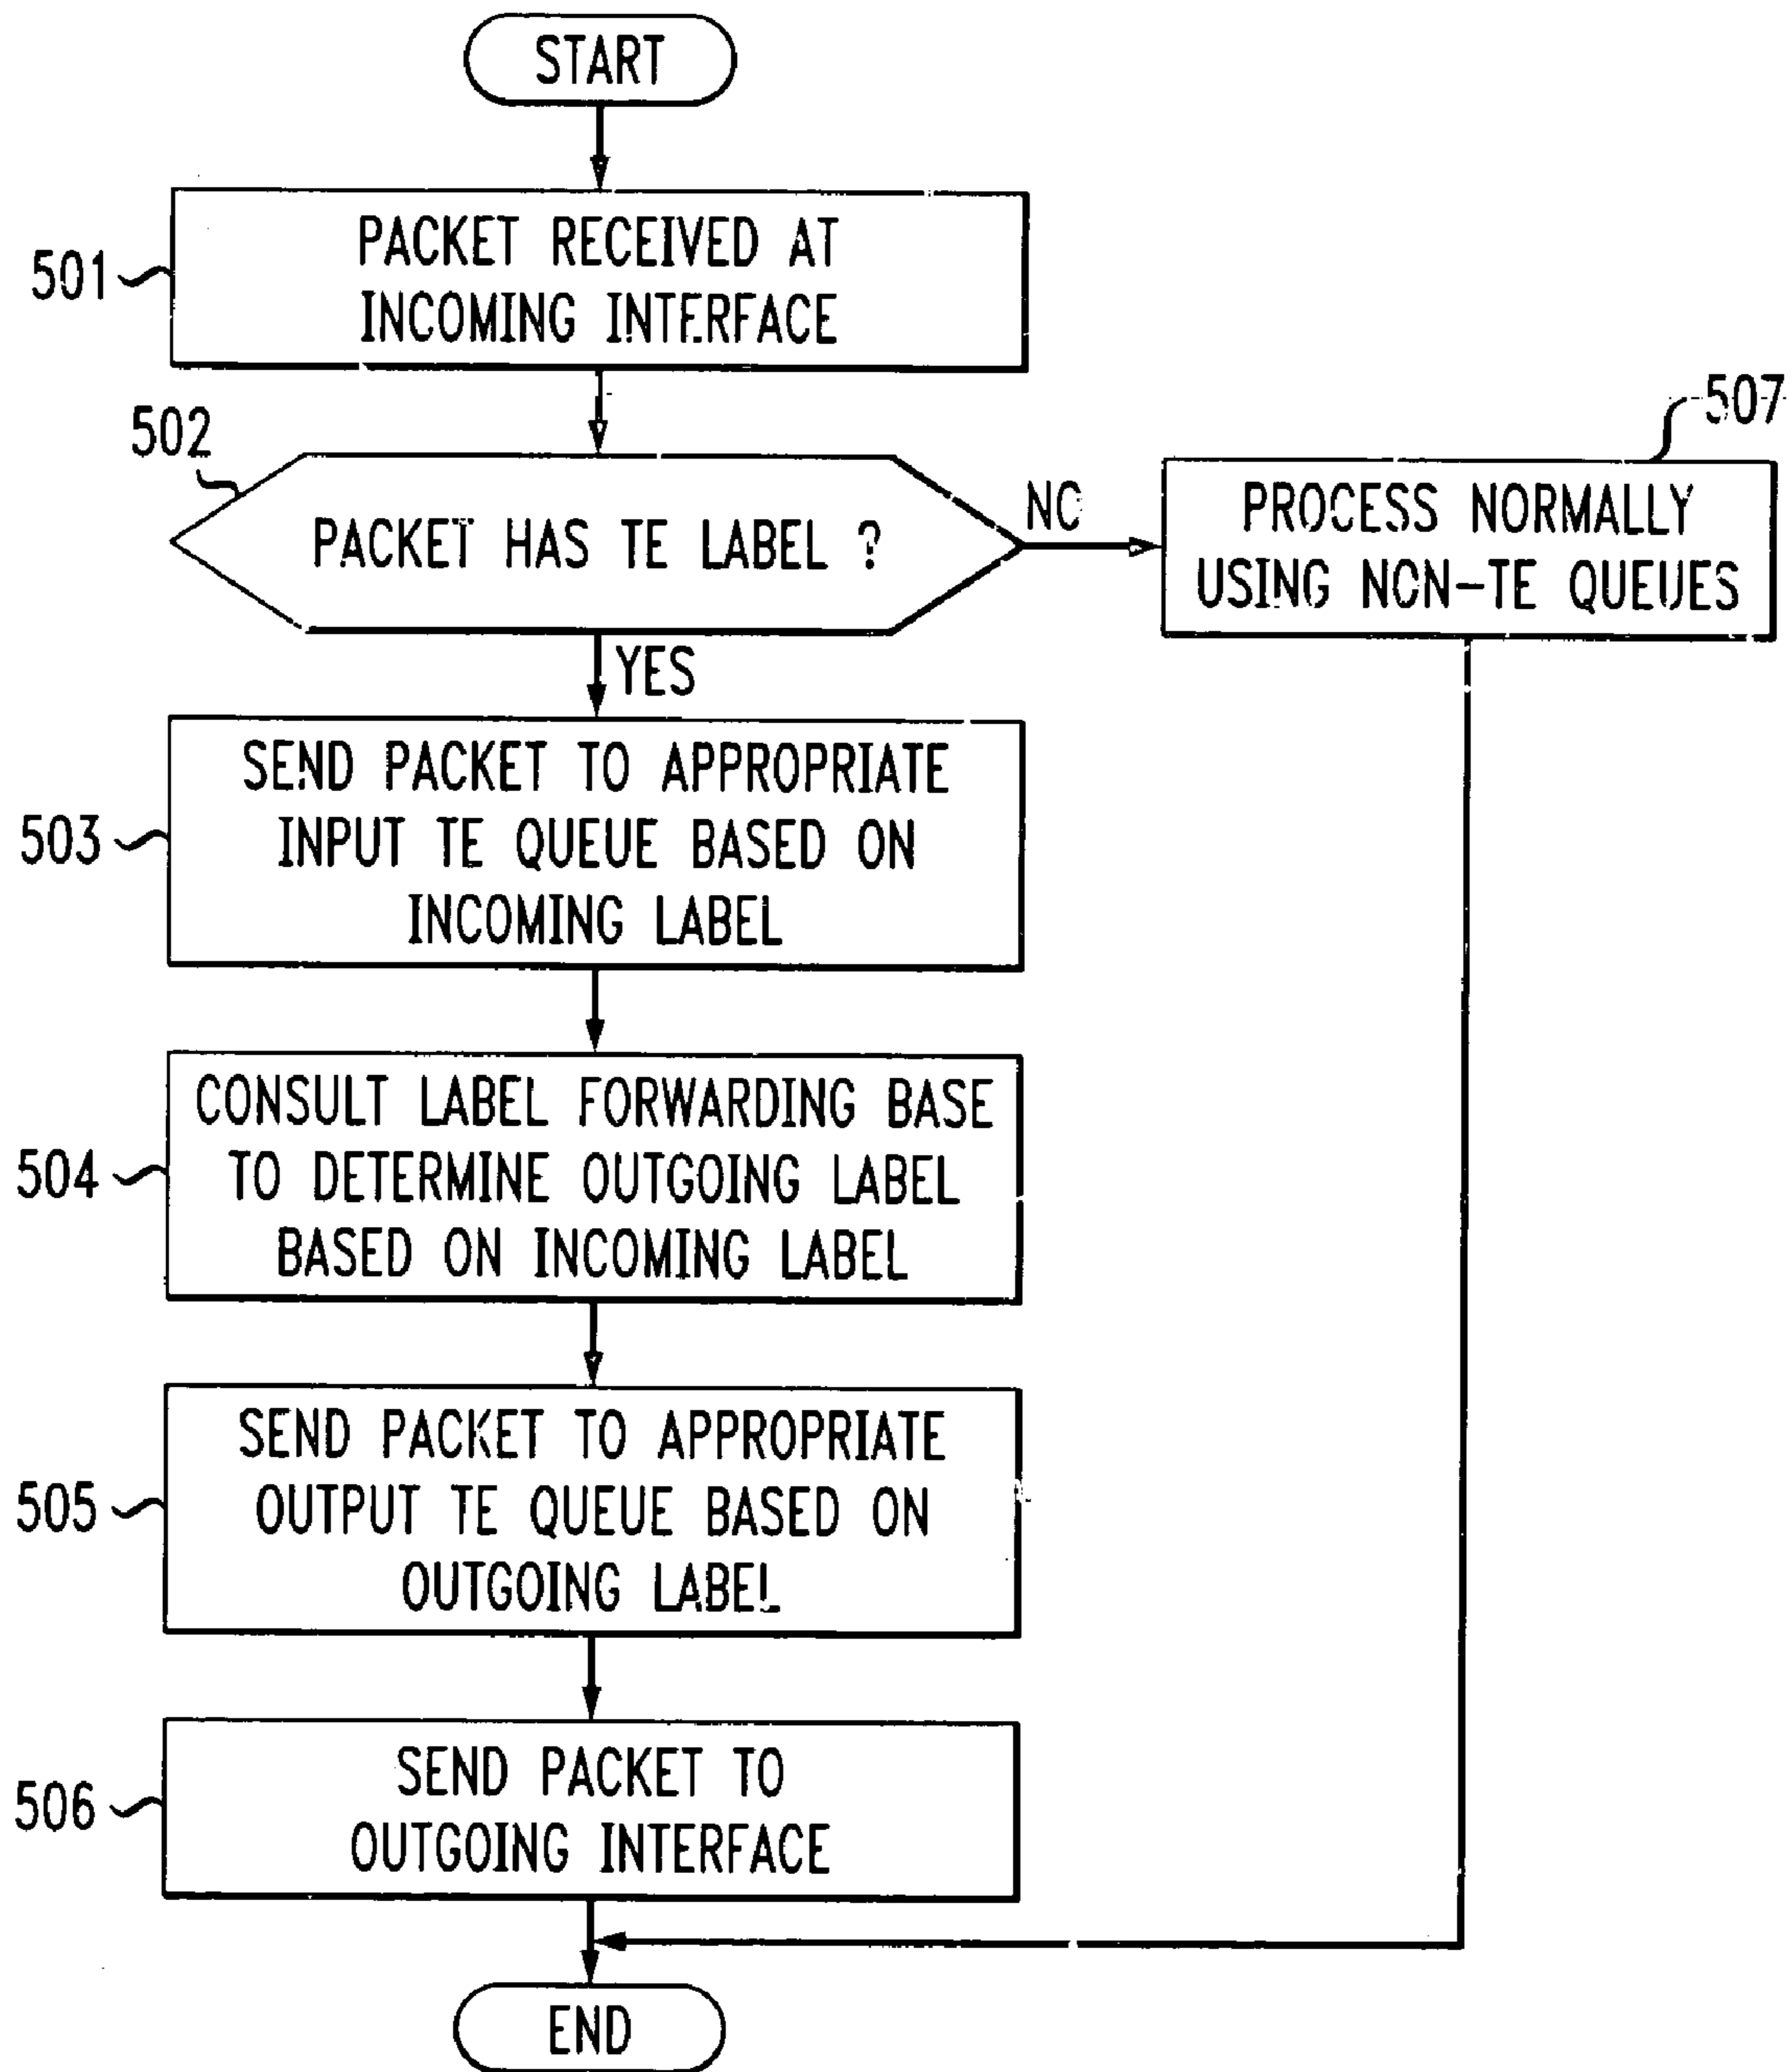 START
501
PACKET RECEIVED AT
INCOMING INTERFACE
502
PACKET HAS TE LABEL ?
NO
507
PROCESS NORMALLY
USING NON-TE QUEUES
YES
503
SEND PACKET TO APPROPRIATE
INPUT TE QUEUE BASED ON
INCOMING LABEL
504
CONSULT LABEL FORWARDING BASE
TO DETERMINE OUTGOING LABEL
BASED ON INCOMING LABEL
505
SEND PACKET TO APPROPRIATE
OUTPUT TE QUEUE BASED ON
OUTGOING LABEL
506
SEND PACKET TO
OUTGOING INTERFACE
END